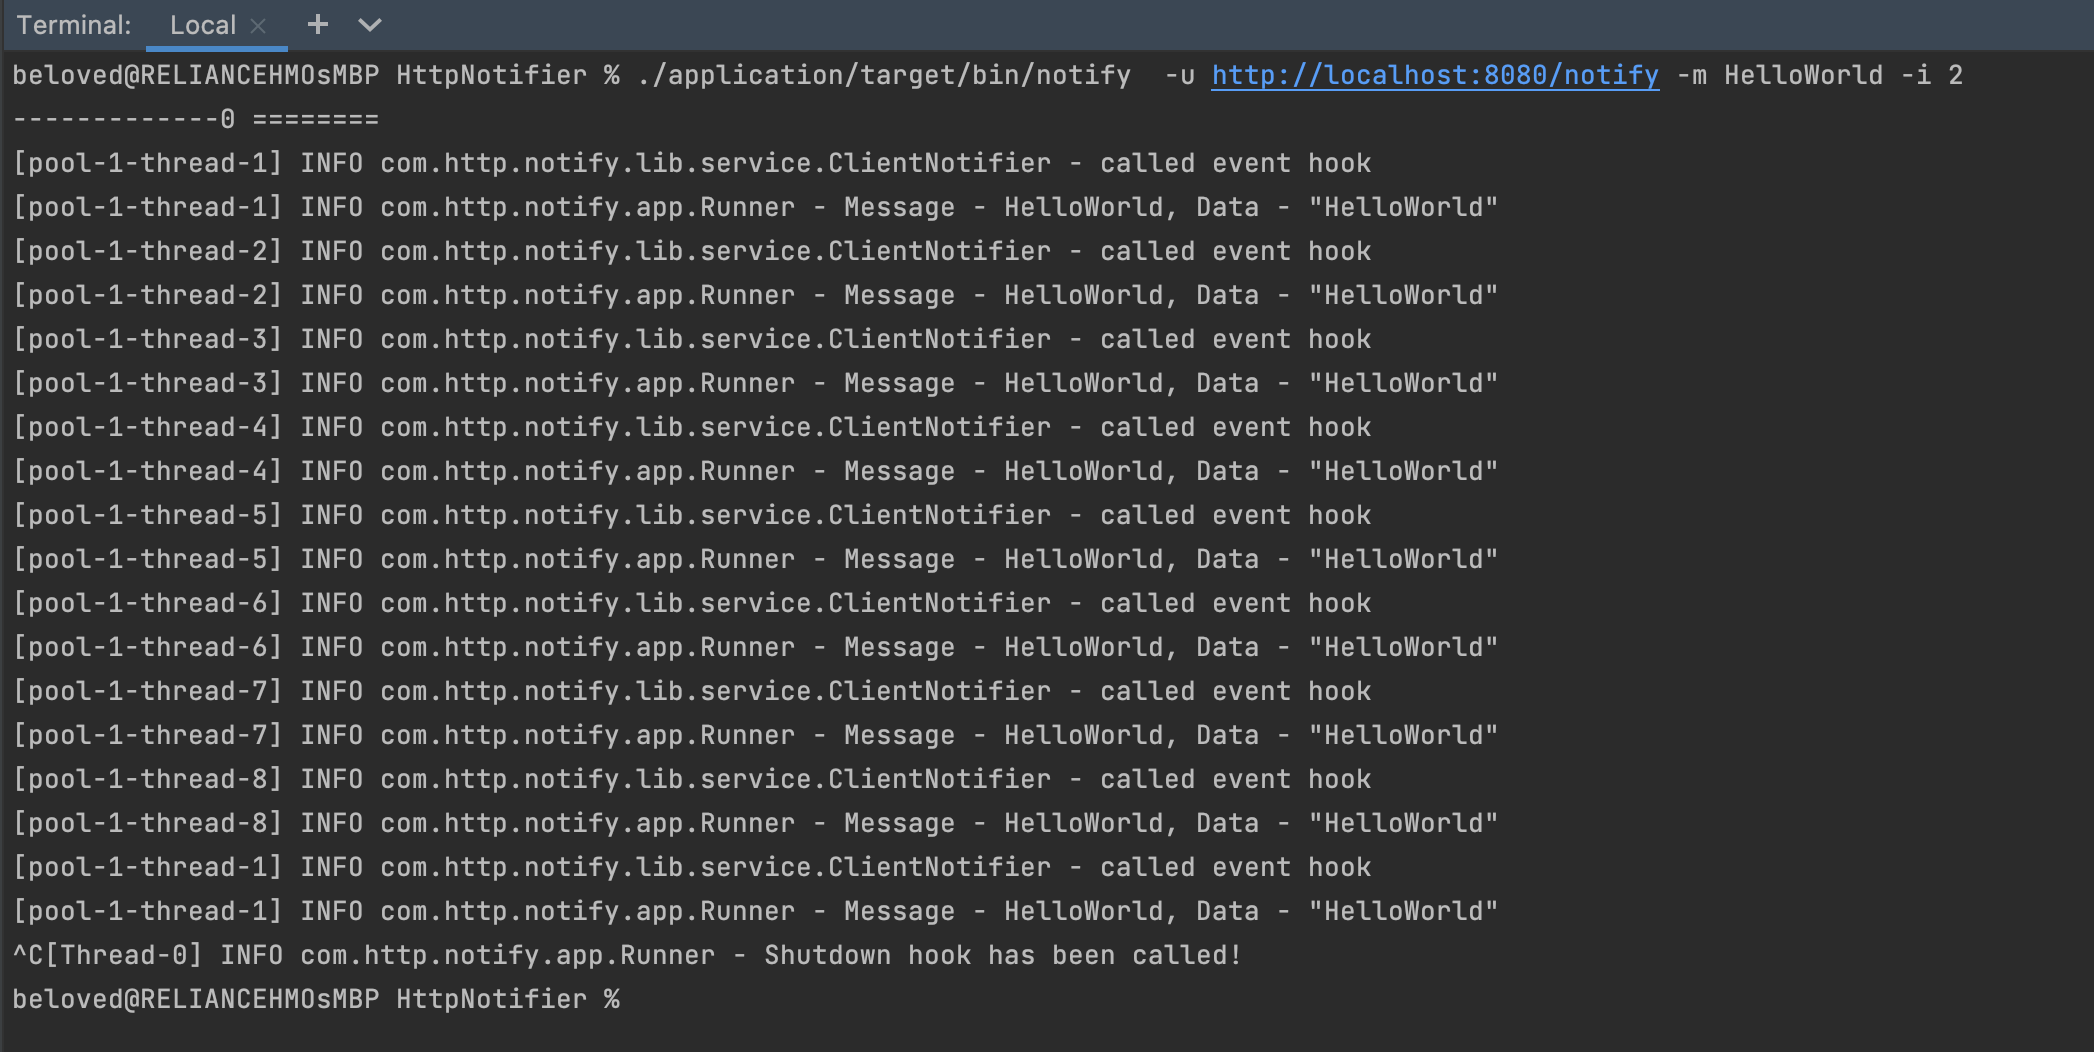 Terminal: Local × + ⌄
beloved@RELIANCEHMOsMBP HttpNotifier % ./application/target/bin/notify  -u http://localhost:8080/notify -m HelloWorld -i 2
-------------0 ========
[pool-1-thread-1] INFO com.http.notify.lib.service.ClientNotifier - called event hook
[pool-1-thread-1] INFO com.http.notify.app.Runner - Message - HelloWorld, Data - "HelloWorld"
[pool-1-thread-2] INFO com.http.notify.lib.service.ClientNotifier - called event hook
[pool-1-thread-2] INFO com.http.notify.app.Runner - Message - HelloWorld, Data - "HelloWorld"
[pool-1-thread-3] INFO com.http.notify.lib.service.ClientNotifier - called event hook
[pool-1-thread-3] INFO com.http.notify.app.Runner - Message - HelloWorld, Data - "HelloWorld"
[pool-1-thread-4] INFO com.http.notify.lib.service.ClientNotifier - called event hook
[pool-1-thread-4] INFO com.http.notify.app.Runner - Message - HelloWorld, Data - "HelloWorld"
[pool-1-thread-5] INFO com.http.notify.lib.service.ClientNotifier - called event hook
[pool-1-thread-5] INFO com.http.notify.app.Runner - Message - HelloWorld, Data - "HelloWorld"
[pool-1-thread-6] INFO com.http.notify.lib.service.ClientNotifier - called event hook
[pool-1-thread-6] INFO com.http.notify.app.Runner - Message - HelloWorld, Data - "HelloWorld"
[pool-1-thread-7] INFO com.http.notify.lib.service.ClientNotifier - called event hook
[pool-1-thread-7] INFO com.http.notify.app.Runner - Message - HelloWorld, Data - "HelloWorld"
[pool-1-thread-8] INFO com.http.notify.lib.service.ClientNotifier - called event hook
[pool-1-thread-8] INFO com.http.notify.app.Runner - Message - HelloWorld, Data - "HelloWorld"
[pool-1-thread-1] INFO com.http.notify.lib.service.ClientNotifier - called event hook
[pool-1-thread-1] INFO com.http.notify.app.Runner - Message - HelloWorld, Data - "HelloWorld"
^C[Thread-0] INFO com.http.notify.app.Runner - Shutdown hook has been called!
beloved@RELIANCEHMOsMBP HttpNotifier %